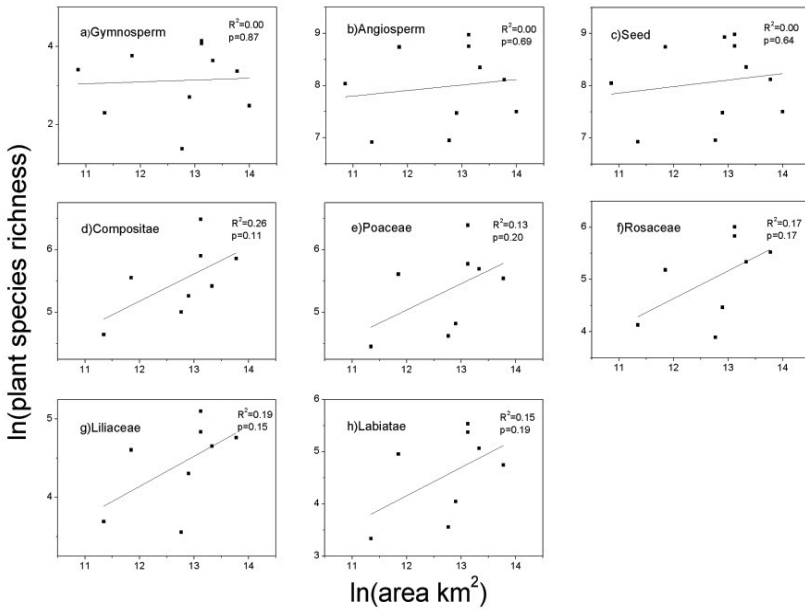 ln(plant species richness)
a)Gymnosperm
R²=0.00
p=0.87
4
2
11 12 13 14
b)Angiosperm
R²=0.00
p=0.69
9
8
7
11 12 13 14
c)Seed
R²=0.00
p=0.64
9
8
7
11 12 13 14
d)Compositae
R²=0.26
p=0.11
6
5
11 12 13 14
e)Poaceae
R²=0.13
p=0.20
6
5
11 12 13 14
f)Rosaceae
R²=0.17
p=0.17
6
5
4
11 12 13 14
g)Liliaceae
R²=0.19
p=0.15
5
4
11 12 13 14
h)Labiatae
R²=0.15
p=0.19
6
5
4
3
11 12 13 14
ln(area km²)